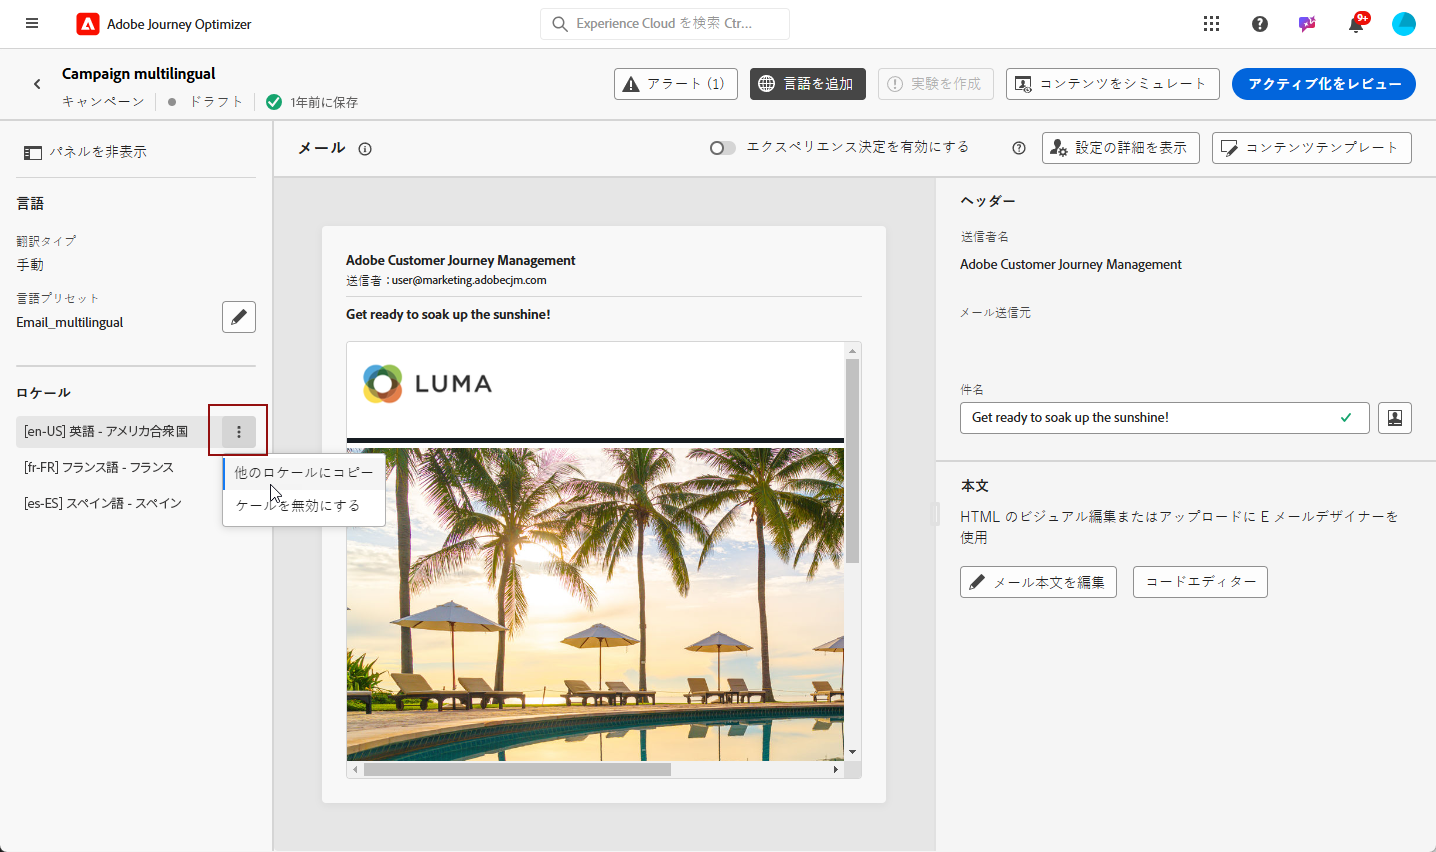 Adobe Journey Optimizer
Experience Cloud を検索 Ctr...
9+
Campaign multilingual
キャンペーン
ドラフト
1年前に保存
アラート (1)
言語を追加
実験を作成
コンテンツをシミュレート
アクティブ化をレビュー
パネルを非表示
メール
エクスペリエンス決定を有効にする
設定の詳細を表示
コンテンツテンプレート
言語
翻訳タイプ
手動
言語プリセット
Email_multilingual
ロケール
[en-US] 英語 - アメリカ合衆国
[fr-FR] フランス語 - フランス
[es-ES] スペイン語 - スペイン
他のロケールにコピー
ケールを無効にする
Adobe Customer Journey Management
送信者 : user@marketing.adobecjm.com
Get ready to soak up the sunshine!
LUMA
ヘッダー
送信者名
Adobe Customer Journey Management
メール送信元
件名
Get ready to soak up the sunshine!
本文
HTML のビジュアル編集またはアップロードに E メールデザイナーを
使用
メール本文を編集
コードエディター